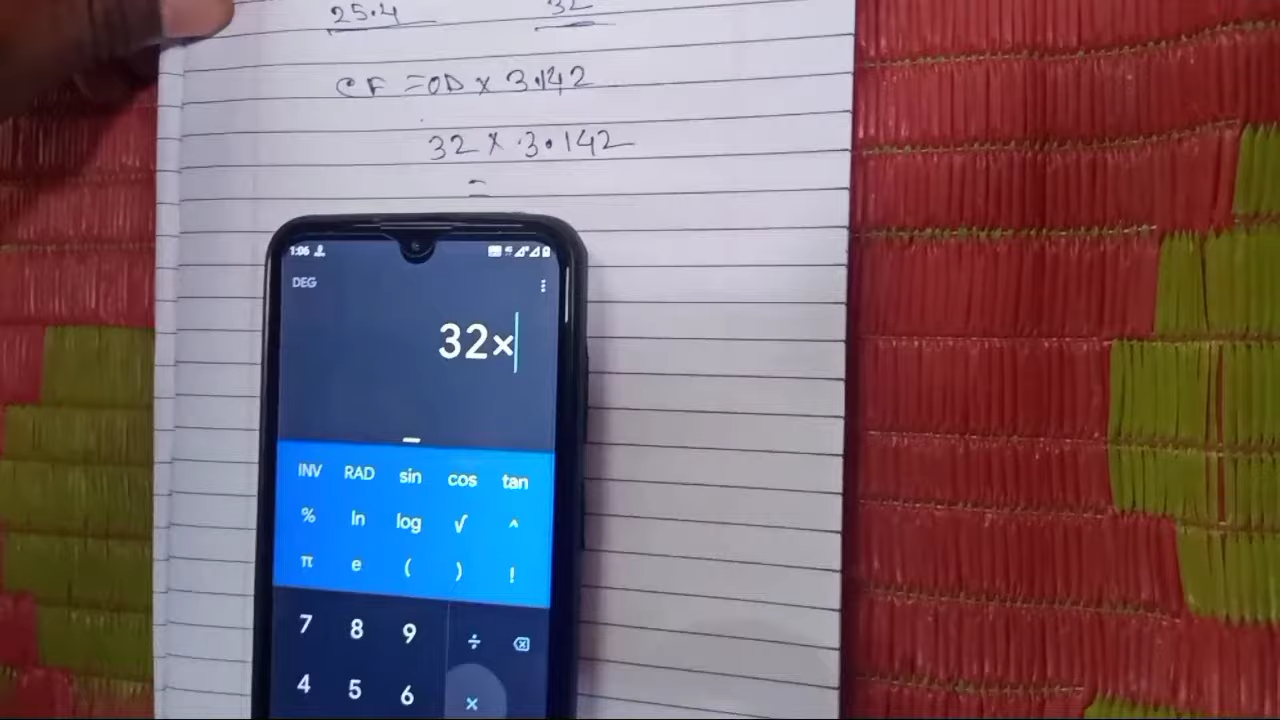 25.4 32
CF = OD x 3.142
32 x 3.142
=
1:06
DEG
32×
INV RAD sin cos tan
% ln log √ ^
π e ( ) !
7 8 9 ÷
4 5 6 ×